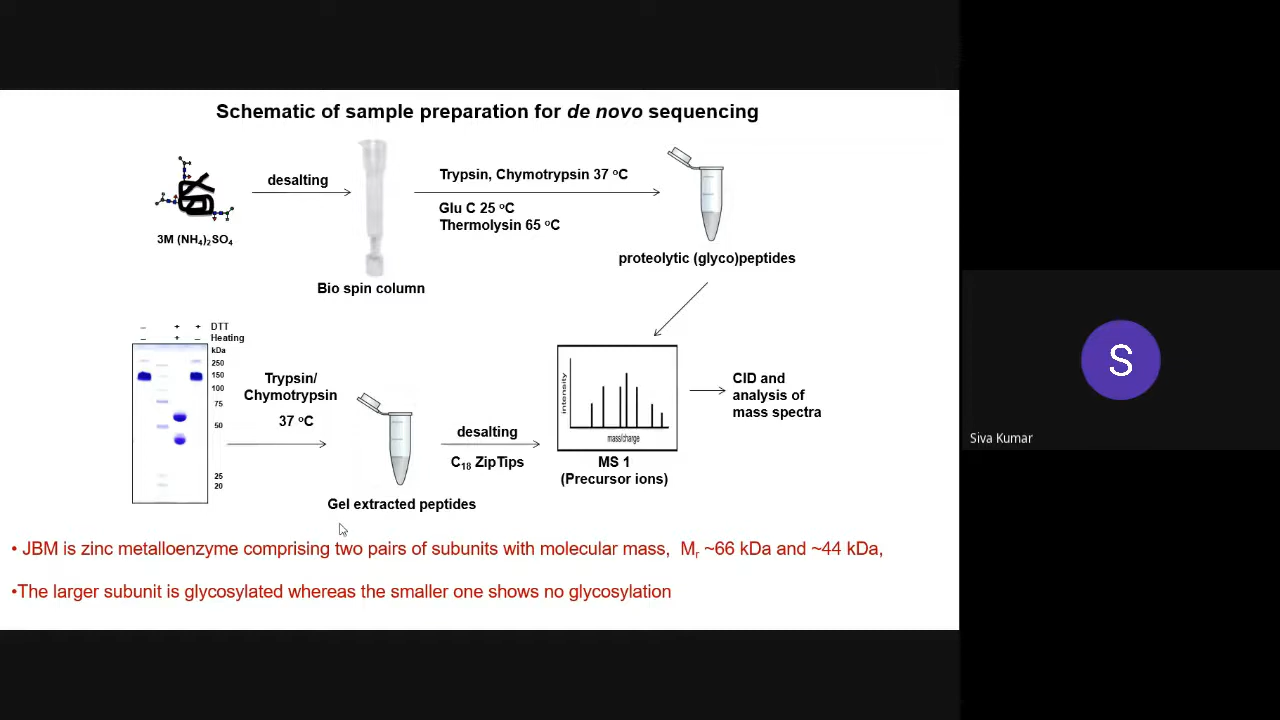 Schematic of sample preparation for de novo sequencing
desalting
Trypsin, Chymotrypsin 37 ºC
Glu C 25 ºC
Thermolysin 65 ºC
3M (NH₄)₂SO₄
Bio spin column
proteolytic (glyco)peptides
– + + DTT
– + – Heating
kDa
250
150
100
75
50
25
20
Trypsin/
Chymotrypsin
37 ºC
Gel extracted peptides
desalting
C₁₈ ZipTips
intensity
mass/charge
MS 1
(Precursor ions)
CID and
analysis of
mass spectra
• JBM is zinc metalloenzyme comprising two pairs of subunits with molecular mass, Mᵣ ~66 kDa and ~44 kDa,
•The larger subunit is glycosylated whereas the smaller one shows no glycosylation
S
Siva Kumar